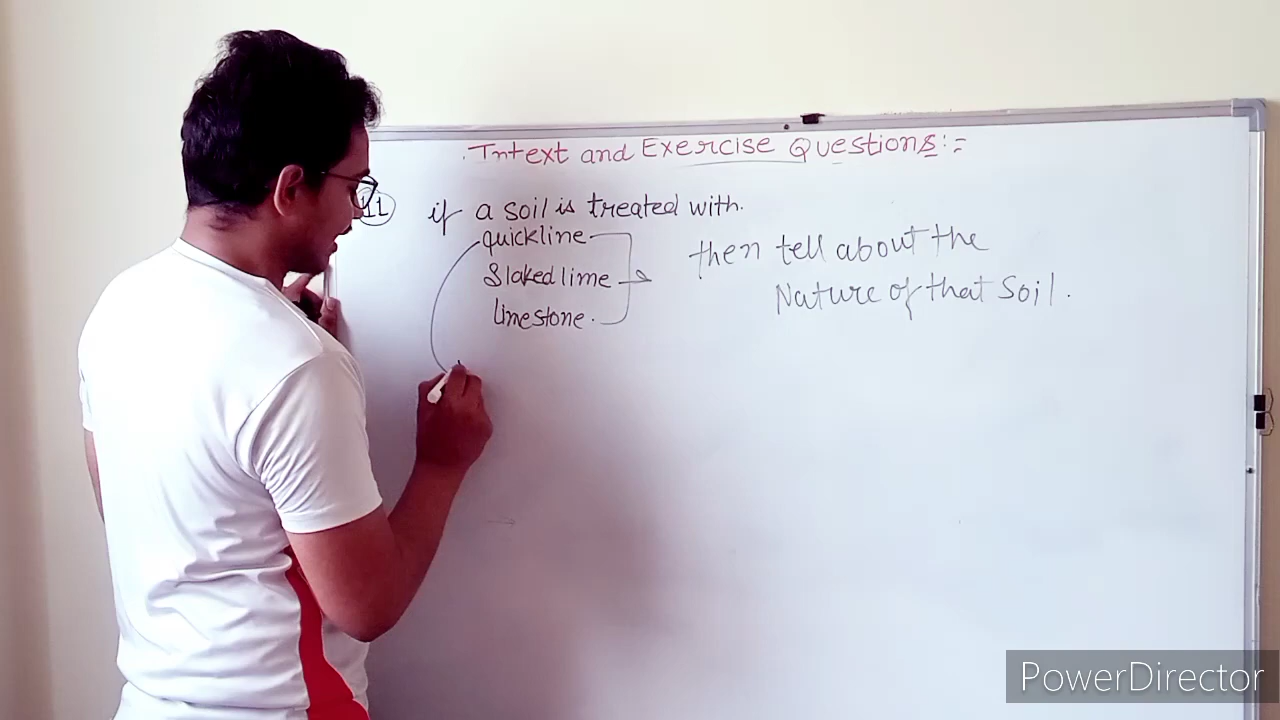 Intext and Exercise Questions:-
11 if a soil is treated with.
quickline
Slaked lime
limestone.
then tell about the
Nature of that Soil.
PowerDirector